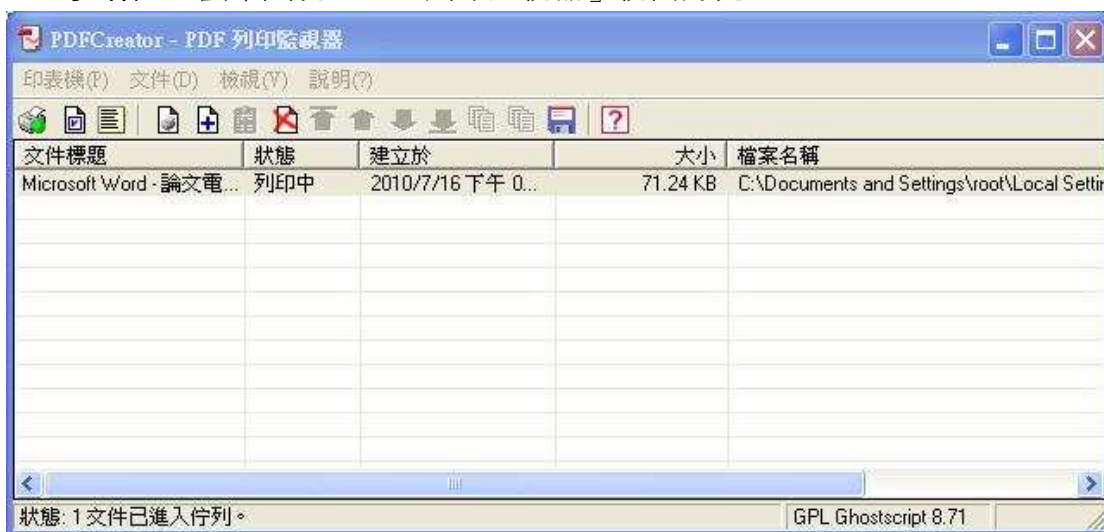 PDFCreator - PDF 列印監視器
印表機(P) 文件(D) 檢視(V) 說明(?)
文件標題 狀態 建立於 大小 檔案名稱
Microsoft Word - 論文電... 列印中 2010/7/16 下午 0... 71.24 KB C:\Documents and Settings\root\Local Settin
狀態: 1 文件已進入佇列。 GPL Ghostscript 8.71